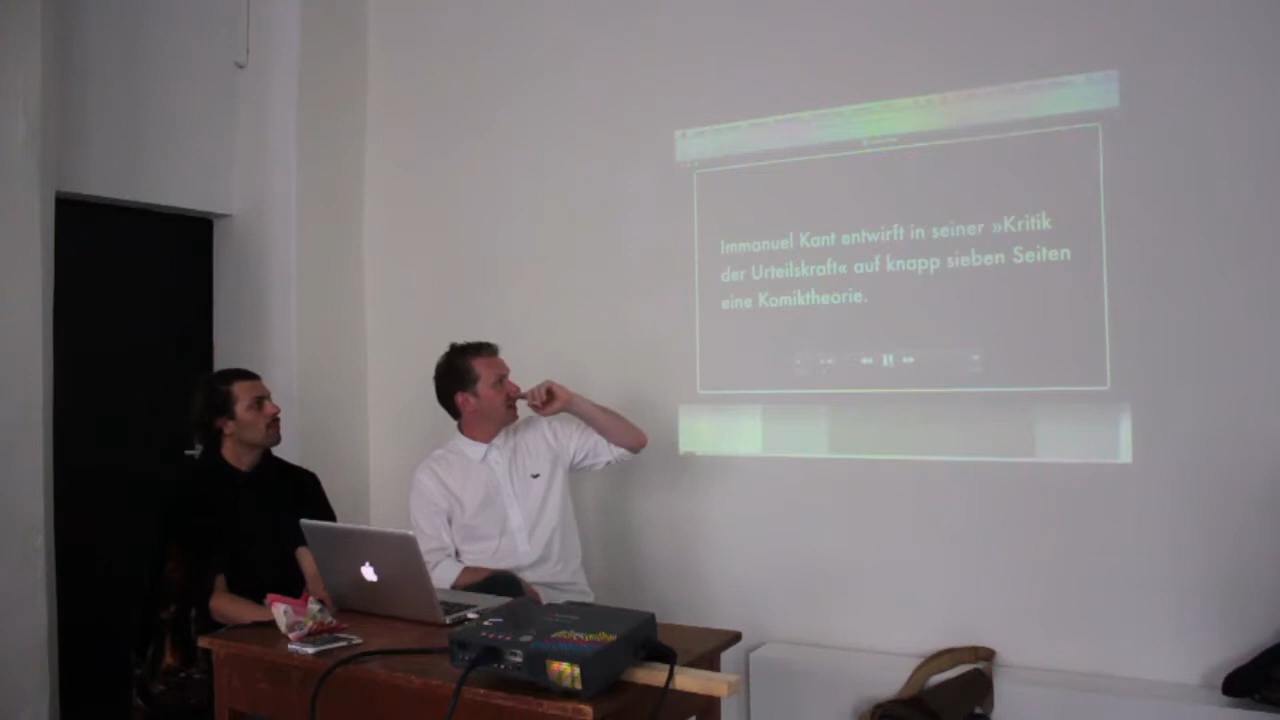 Immanuel Kant entwirft in seiner »Kritik
der Urteilskraft« auf knapp sieben Seiten
eine Komiktheorie.